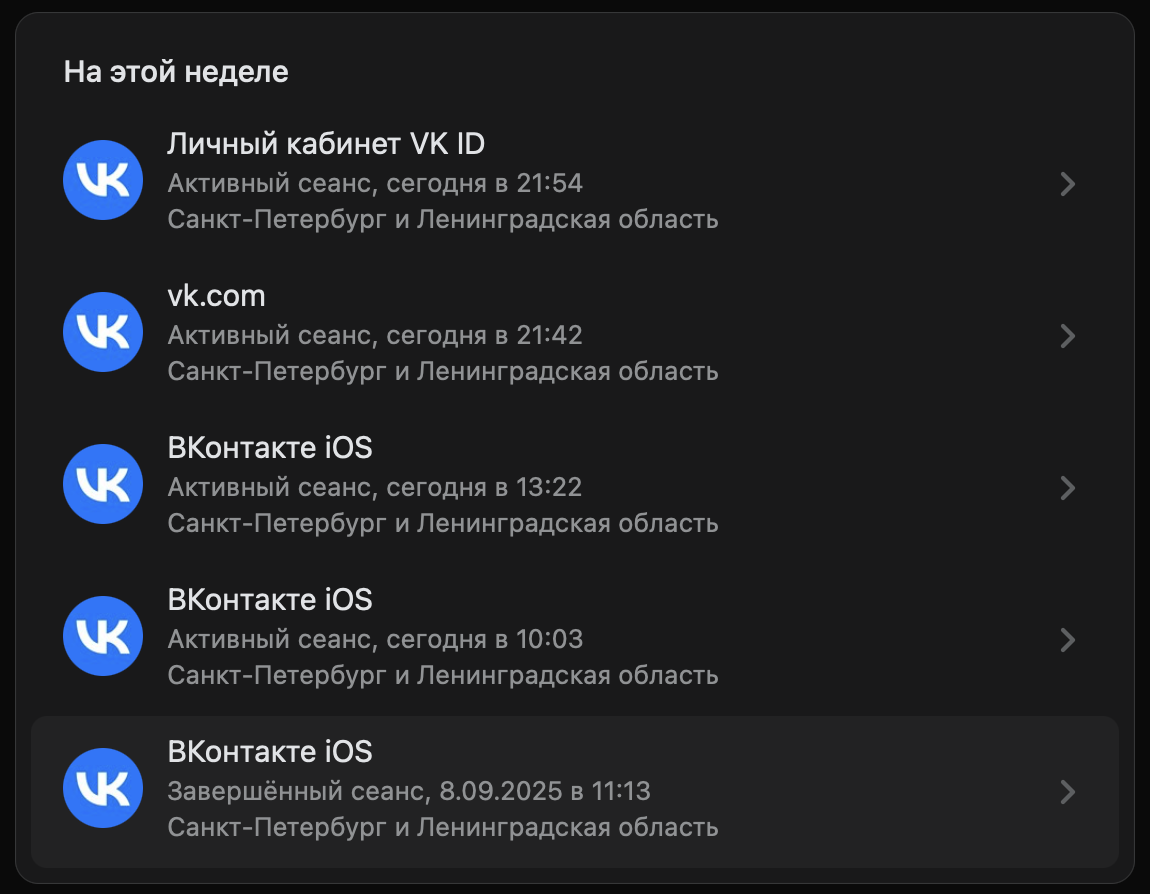 На этой неделе
Личный кабинет VK ID
Активный сеанс, сегодня в 21:54
Санкт-Петербург и Ленинградская область
vk.com
Активный сеанс, сегодня в 21:42
Санкт-Петербург и Ленинградская область
ВКонтакте iOS
Активный сеанс, сегодня в 13:22
Санкт-Петербург и Ленинградская область
ВКонтакте iOS
Активный сеанс, сегодня в 10:03
Санкт-Петербург и Ленинградская область
ВКонтакте iOS
Завершённый сеанс, 8.09.2025 в 11:13
Санкт-Петербург и Ленинградская область